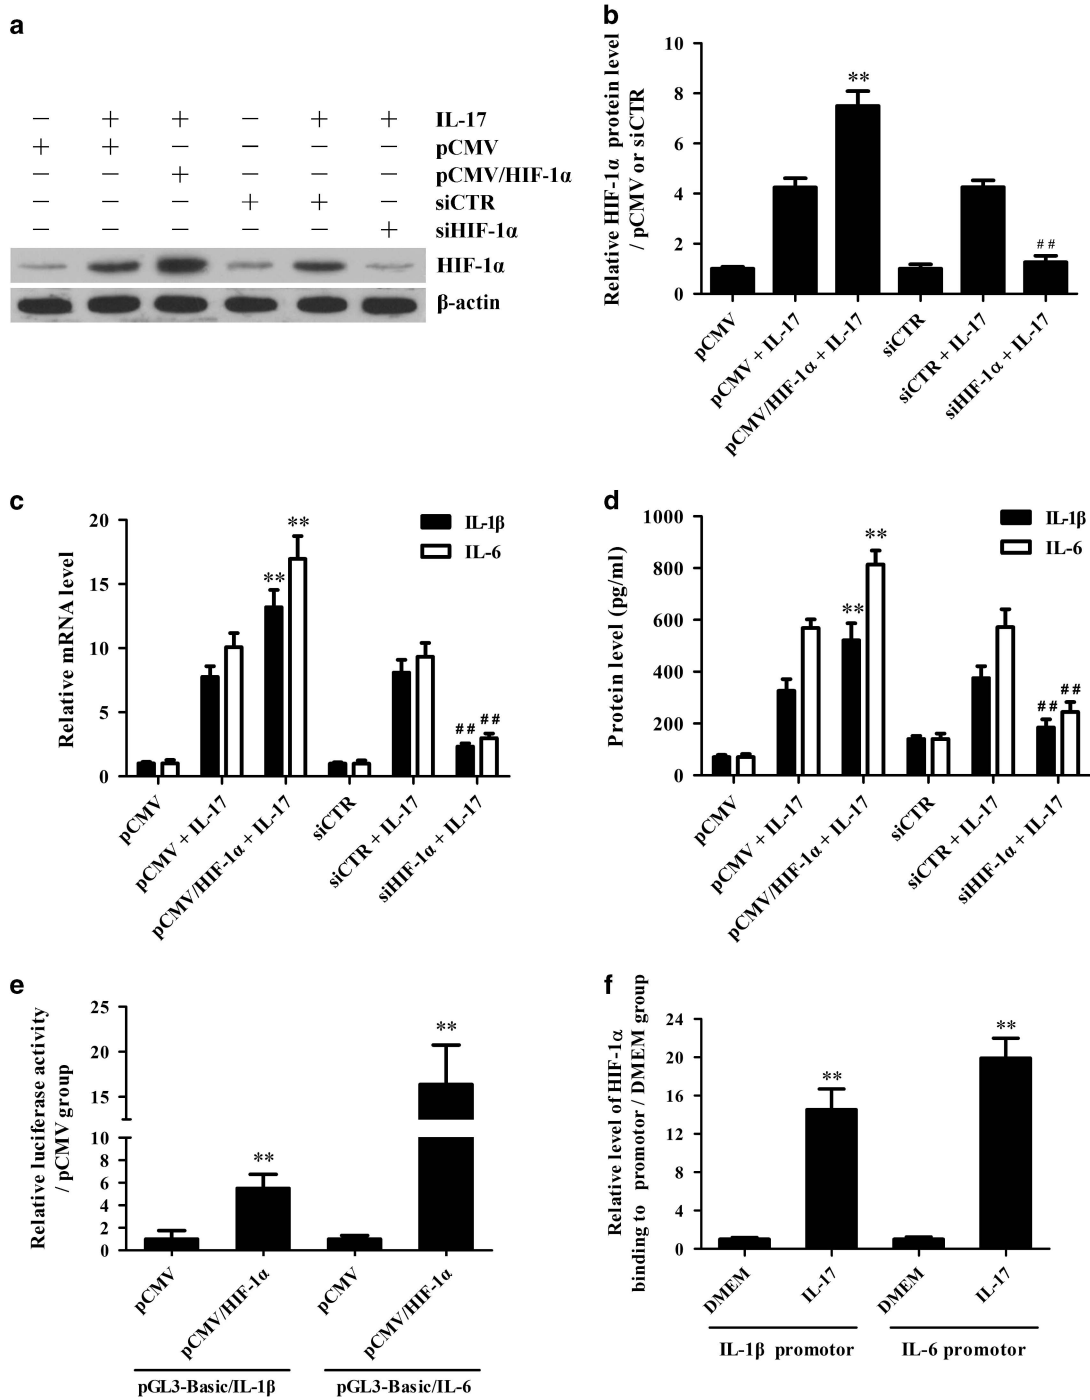 a
− + + − + + IL-17
+ + − − − − pCMV
− − + − − − pCMV/HIF-1α
− − − + + − siCTR
− − − − − + siHIF-1α
HIF-1α
β-actin
b
Relative HIF-1α protein level
/ pCMV or siCTR
10
8
6
4
2
0
**
##
pCMV
pCMV + IL-17
pCMV/HIF-1α + IL-17
siCTR
siCTR + IL-17
siHIF-1α + IL-17
c
Relative mRNA level
20
15
10
5
0
**
**
##
##
IL-1β
IL-6
pCMV
pCMV + IL-17
pCMV/HIF-1α + IL-17
siCTR
siCTR + IL-17
siHIF-1α + IL-17
d
Protein level (pg/ml)
1000
800
600
400
200
0
**
**
##
##
IL-1β
IL-6
pCMV
pCMV + IL-17
pCMV/HIF-1α + IL-17
siCTR
siCTR + IL-17
siHIF-1α + IL-17
e
Relative luciferase activity
/ pCMV group
25
20
15
10
8
6
4
2
0
**
**
pCMV
pCMV/HIF-1α
pCMV
pCMV/HIF-1α
pGL3-Basic/IL-1β
pGL3-Basic/IL-6
f
Relative level of HIF-1α
binding to promotor / DMEM group
24
20
16
12
8
4
0
**
**
DMEM
IL-17
DMEM
IL-17
IL-1β promotor
IL-6 promotor